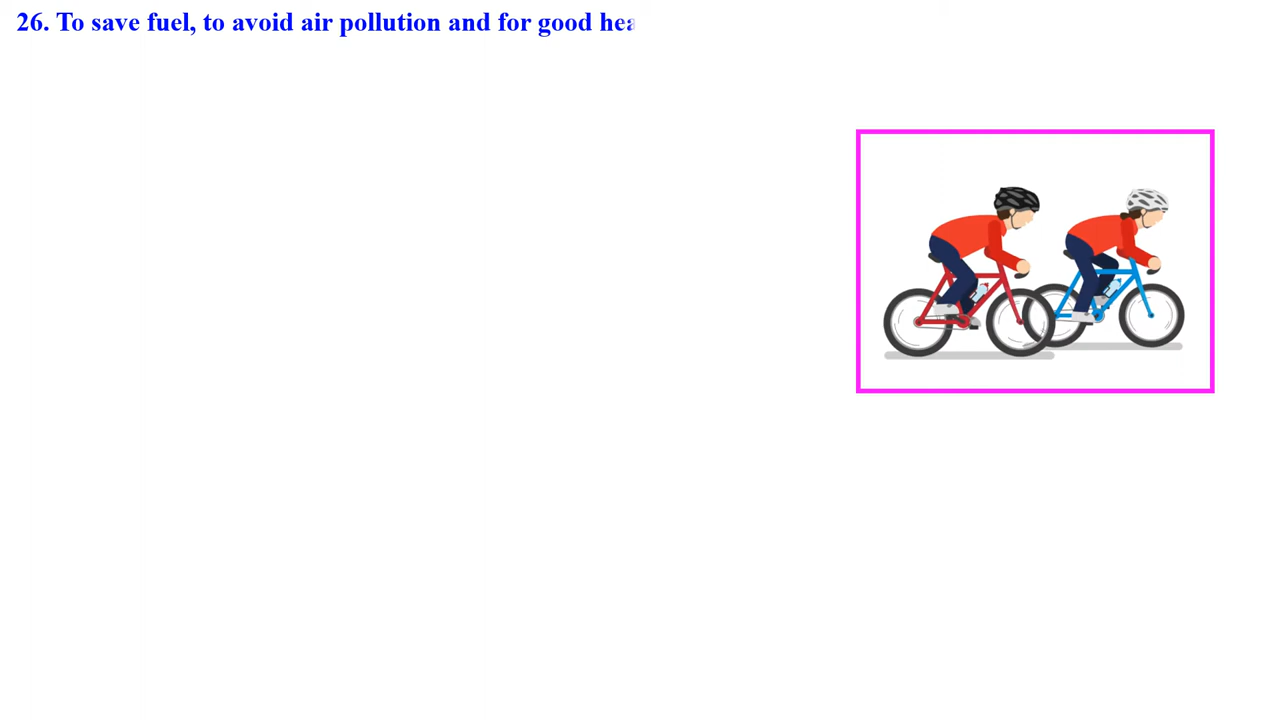 26. To save fuel, to avoid air pollution and for good